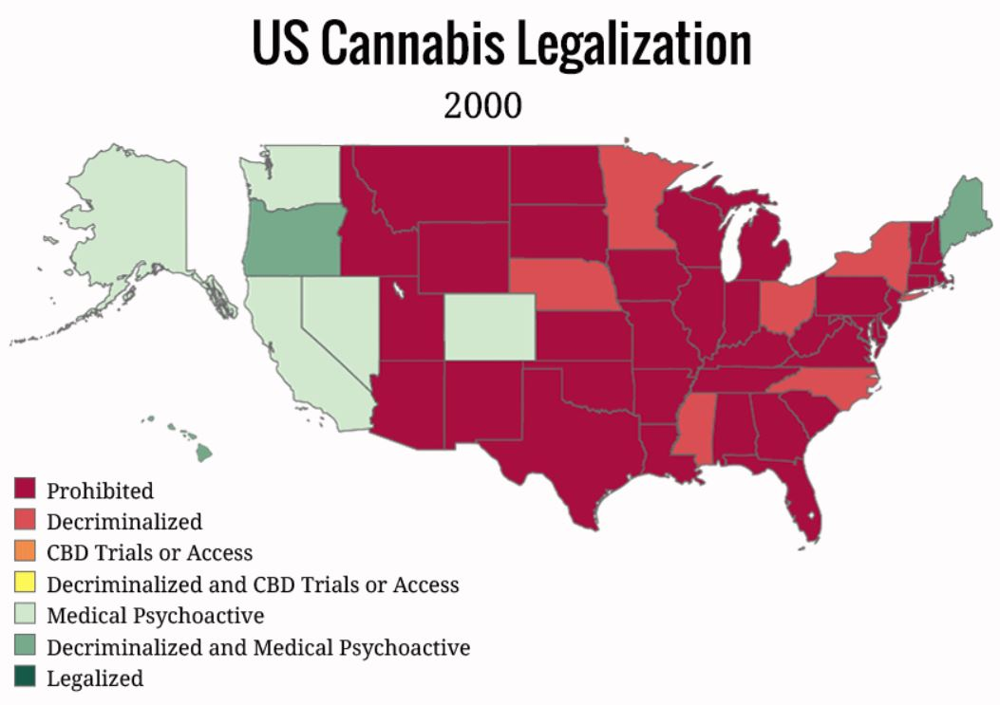 US Cannabis Legalization
2000
Prohibited
Decriminalized
CBD Trials or Access
Decriminalized and CBD Trials or Access
Medical Psychoactive
Decriminalized and Medical Psychoactive
Legalized